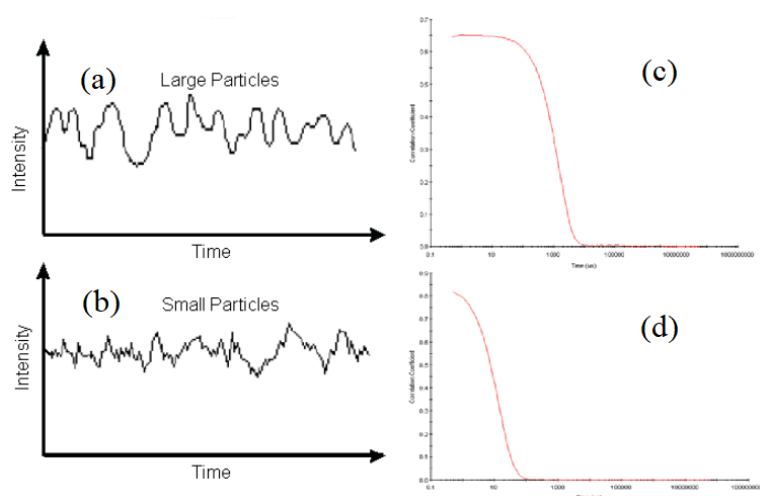 (a)
Large Particles
Intensity
Time
(b)
Small Particles
Intensity
Time
(c)
Correlation Coefficient
0.7
0.6
0.5
0.4
0.3
0.2
0.1
0.0
0.1
10
1000
100000
10000000
1000000000
Time (us)
(d)
Correlation Coefficient
0.9
0.8
0.7
0.6
0.5
0.4
0.3
0.2
0.1
0.0
0.1
10
1000
100000
10000000
1000000000